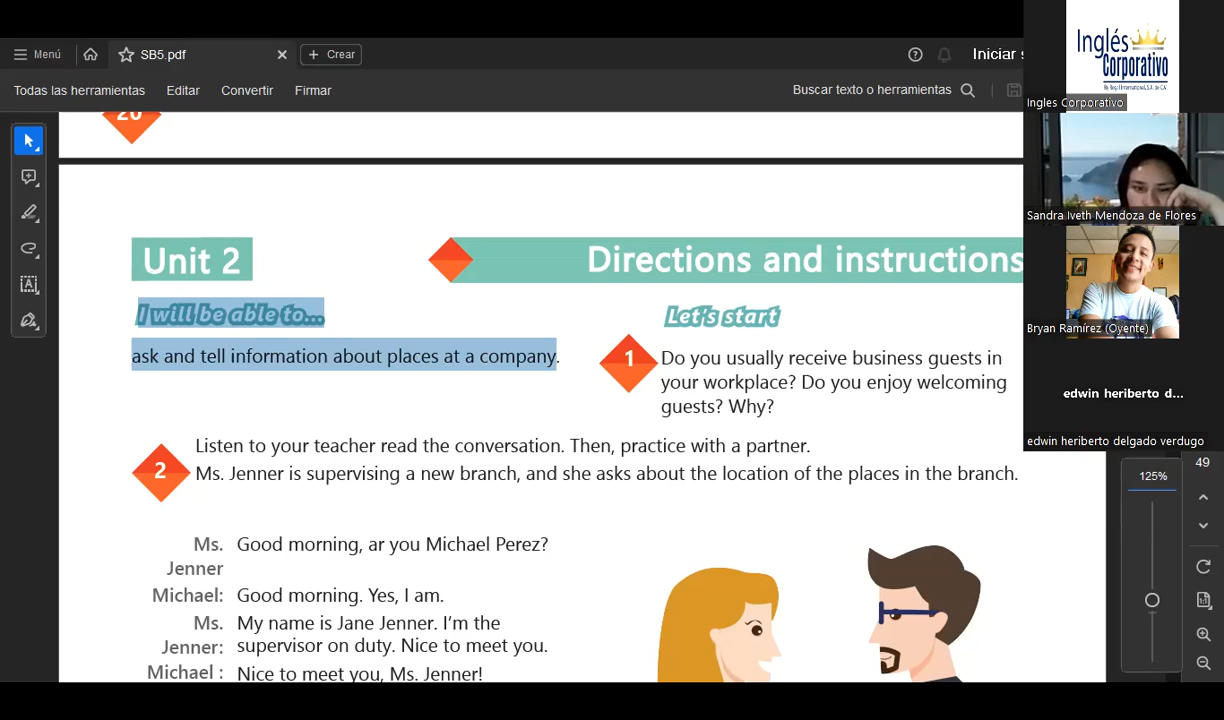 Menú
SB5.pdf
Crear
Iniciar s
Todas las herramientas
Editar
Convertir
Firmar
Buscar texto o herramientas
Inglés
Corporativo
Ingles Corporativo
20
Sandra Iveth Mendoza de Flores
Bryan Ramírez (Oyente)
edwin heriberto d...
edwin heriberto delgado verdugo
Unit 2
Directions and instructions
I will be able to...
ask and tell information about places at a company.
Let's start
1
Do you usually receive business guests in
your workplace? Do you enjoy welcoming
guests? Why?
2
Listen to your teacher read the conversation. Then, practice with a partner.
Ms. Jenner is supervising a new branch, and she asks about the location of the places in the branch.
Ms. Jenner
Good morning, ar you Michael Perez?
Michael:
Good morning. Yes, I am.
Ms. Jenner:
My name is Jane Jenner. I'm the
supervisor on duty. Nice to meet you.
Michael :
Nice to meet you, Ms. Jenner!
125%
49